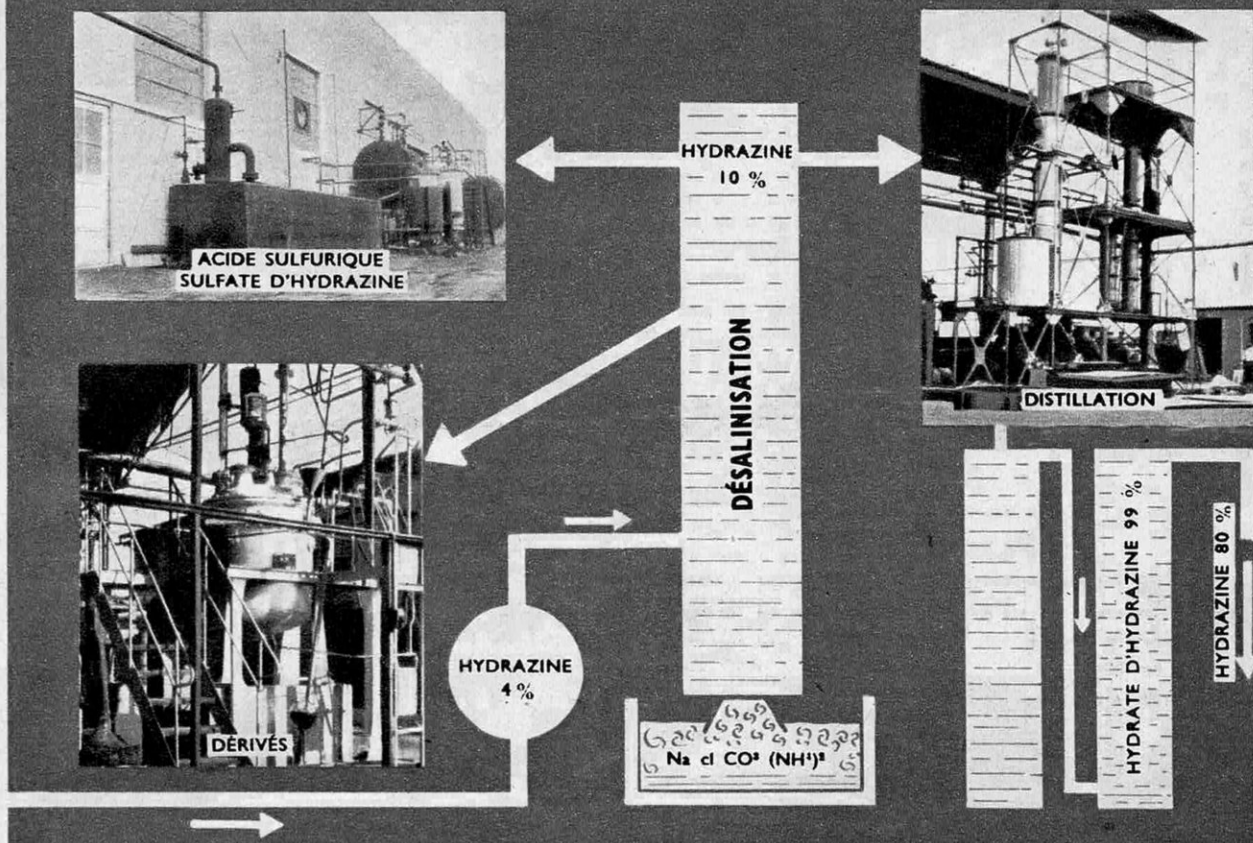 HYDRAZINE
10 %
ACIDE SULFURIQUE
SULFATE D'HYDRAZINE
DÉSALINISATION
DISTILLATION
HYDRATE D'HYDRAZINE 99 %
HYDRAZINE 80 %
HYDRAZINE
4 %
DÉRIVÉS
Na cl CO³ (NH⁴)²